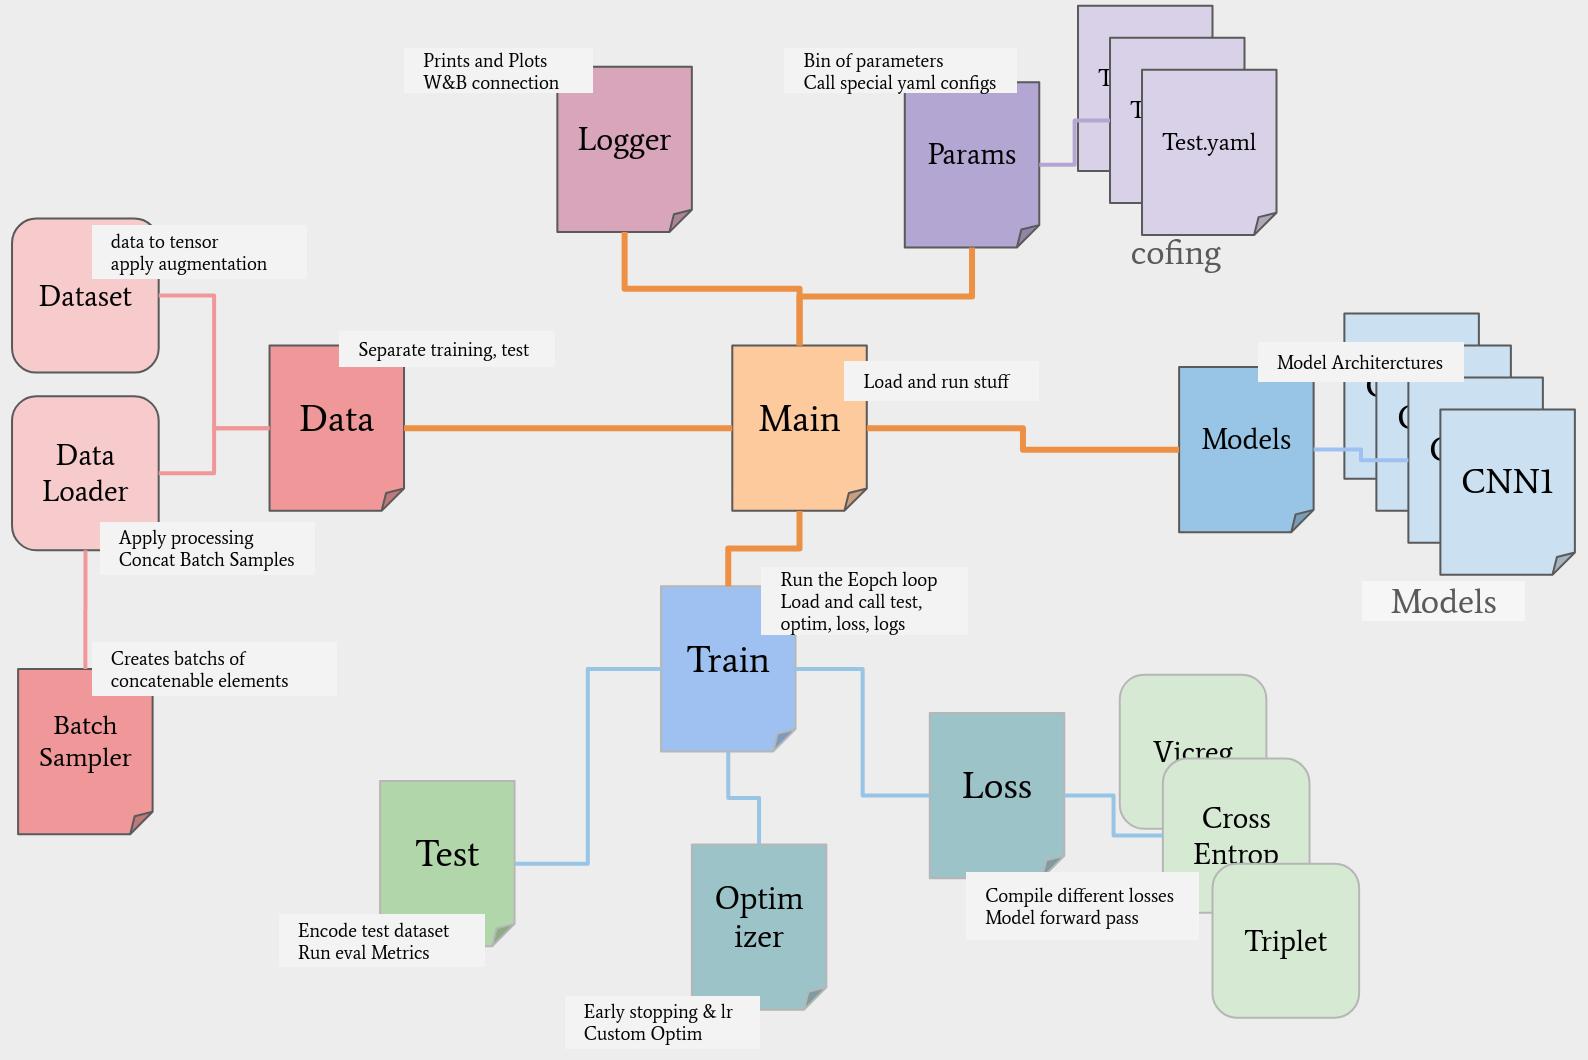 Prints and Plots
W&B connection
Logger
Bin of parameters
Call special yaml configs
Params
T
T
Test.yaml
cofing
data to tensor
apply augmentation
Dataset
Separate training, test
Data
Load and run stuff
Main
Model Architerctures
Models
CNN1
Models
Data
Loader
Apply processing
Concat Batch Samples
Creates batchs of
concatenable elements
Batch
Sampler
Run the Eopch loop
Load and call test,
optim, loss, logs
Train
Test
Encode test dataset
Run eval Metrics
Optim
izer
Early stopping & lr
Custom Optim
Loss
Compile different losses
Model forward pass
Vicreg
Cross
Entrop
Triplet